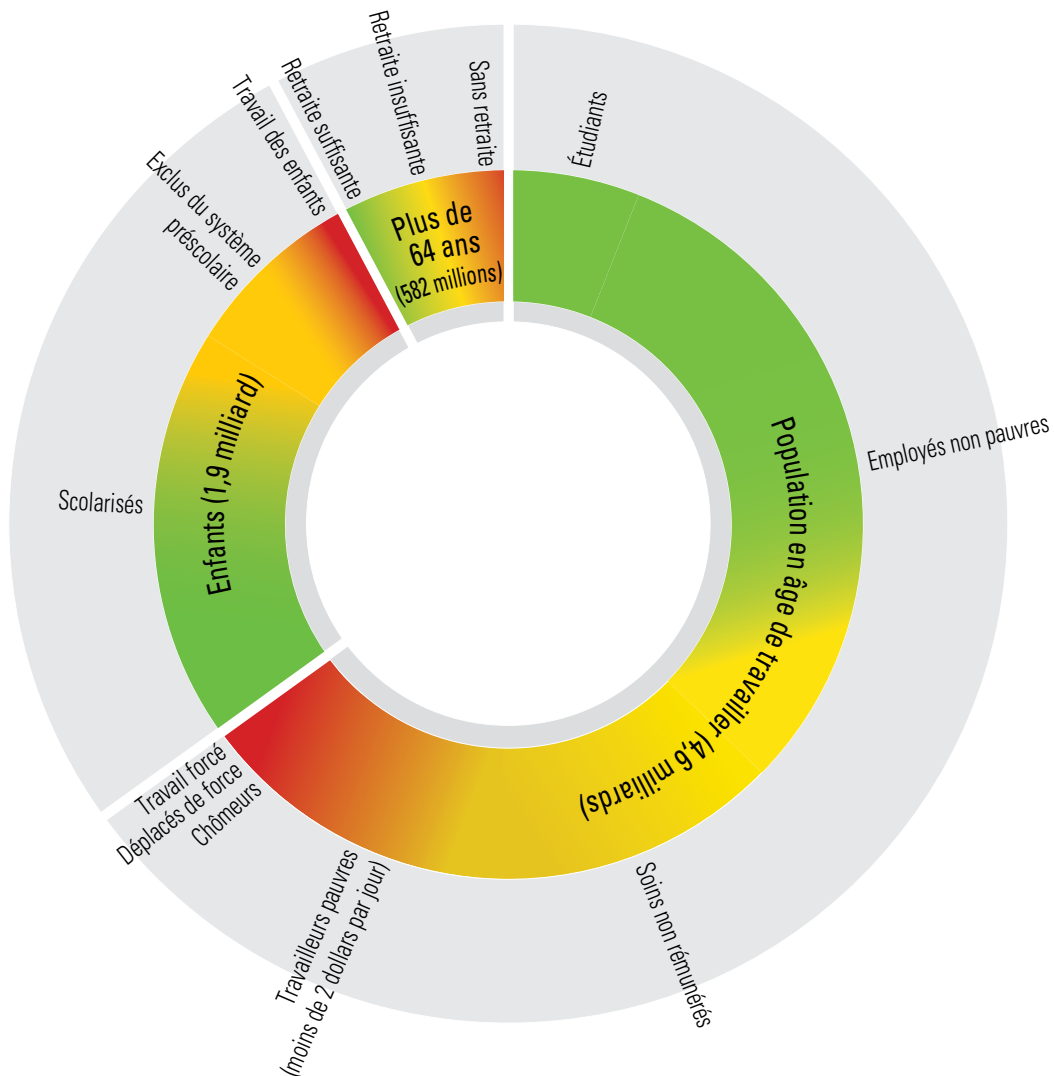 Retraite suffisante
Retraite insuffisante
Sans retraite
Plus de
64 ans
(582 millions)
Étudiants
Employés non pauvres
Population en âge de travailler (4,6 milliards)
Soins non rémunérés
Travailleurs pauvres
(moins de 2 dollars par jour)
Chômeurs
Déplacés de force
Travail forcé
Scolarisés
Enfants (1,9 milliard)
Exclus du système
préscolaire
Travail des enfants